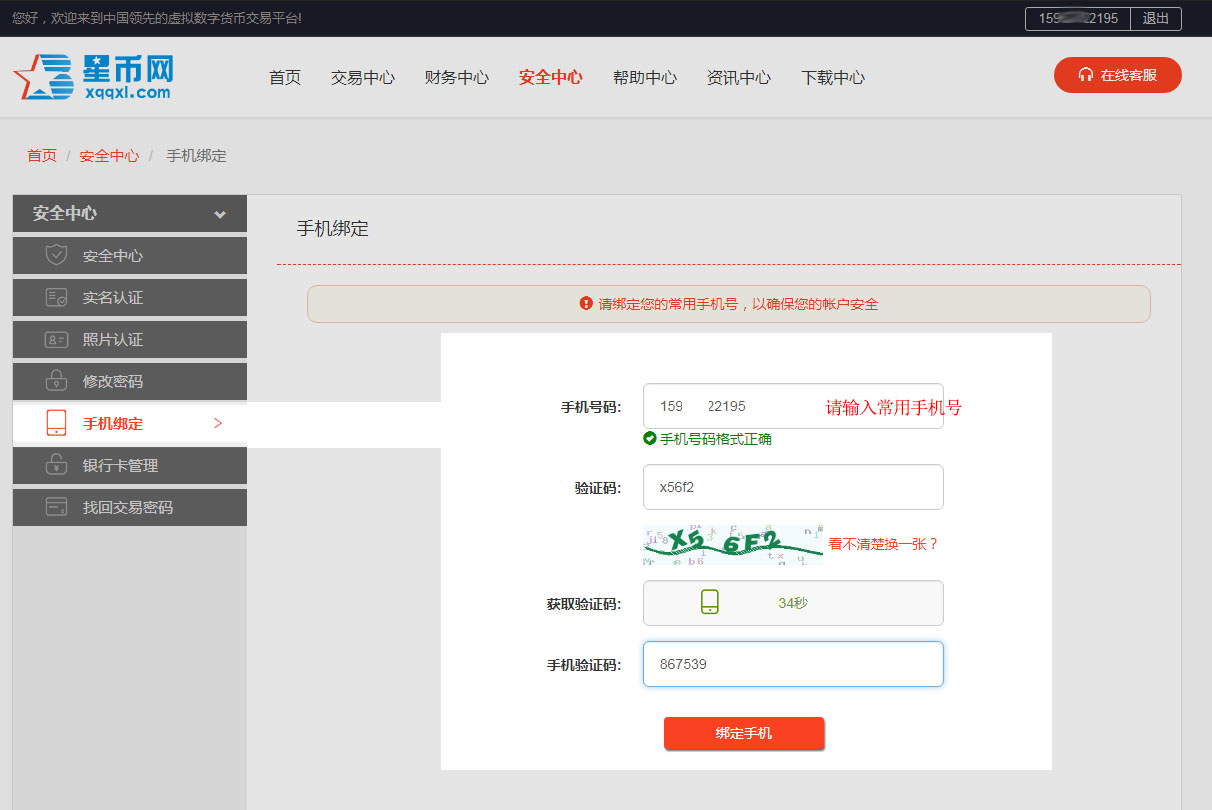 您好，欢迎来到中国领先的虚拟数字货币交易平台!
159 22195 退出
星币网
xqqxl.com
首页 交易中心 财务中心 安全中心 帮助中心 资讯中心 下载中心
在线客服
首页 / 安全中心 / 手机绑定
安全中心
安全中心
实名认证
照片认证
修改密码
手机绑定 >
银行卡管理
找回交易密码
手机绑定
请绑定您的常用手机号，以确保您的帐户安全
手机号码: 159 22195 请输入常用手机号
手机号码格式正确
验证码: x56f2
X56F2 看不清楚换一张？
获取验证码: 34秒
手机验证码: 867539
绑定手机